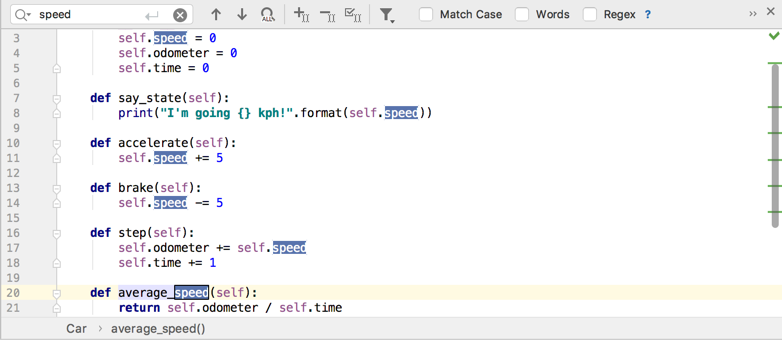 speed ALL Match Case Words Regex ?
3 self.speed = 0
4 self.odometer = 0
5 self.time = 0
6
7 def say_state(self):
8 print("I'm going {} kph!".format(self.speed))
9
10 def accelerate(self):
11 self.speed += 5
12
13 def brake(self):
14 self.speed -= 5
15
16 def step(self):
17 self.odometer += self.speed
18 self.time += 1
19
20 def average_speed(self):
21 return self.odometer / self.time
Car › average_speed()